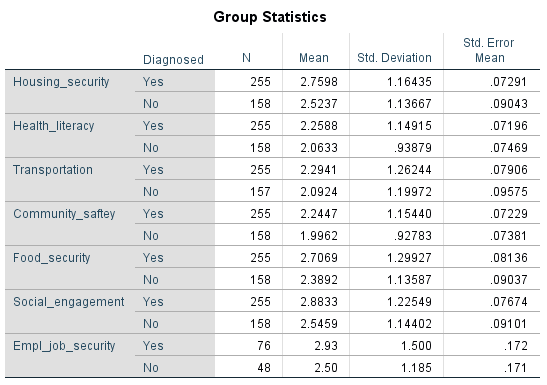 Group Statistics
Diagnosed N Mean Std. Deviation Std. Error Mean
Housing_security Yes 255 2.7598 1.16435 .07291
No 158 2.5237 1.13667 .09043
Health_literacy Yes 255 2.2588 1.14915 .07196
No 158 2.0633 .93879 .07469
Transportation Yes 255 2.2941 1.26244 .07906
No 157 2.0924 1.19972 .09575
Community_saftey Yes 255 2.2447 1.15440 .07229
No 158 1.9962 .92783 .07381
Food_security Yes 255 2.7069 1.29927 .08136
No 158 2.3892 1.13587 .09037
Social_engagement Yes 255 2.8833 1.22549 .07674
No 158 2.5459 1.14402 .09101
Empl_job_security Yes 76 2.93 1.500 .172
No 48 2.50 1.185 .171